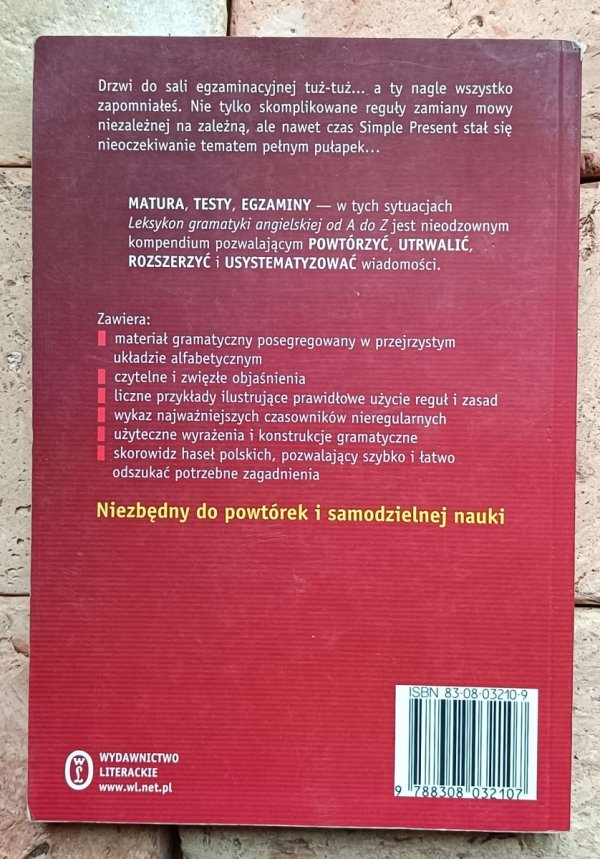 Drzwi do sali egzaminacyjnej tuż-tuż... a ty nagle wszystko
zapomniałeś. Nie tylko skomplikowane reguły zamiany mowy
niezależnej na zależną, ale nawet czas Simple Present stał się
nieoczekiwanie tematem pełnym pułapek...
MATURA, TESTY, EGZAMINY — w tych sytuacjach
Leksykon gramatyki angielskiej od A do Z jest nieodzownym
kompendium pozwalającym POWTÓRZYĆ, UTRWALIĆ,
ROZSZERZYĆ i USYSTEMATYZOWAĆ wiadomości.
Zawiera:
materiał gramatyczny posegregowany w przejrzystym
układzie alfabetycznym
czytelne i zwięzłe objaśnienia
liczne przykłady ilustrujące prawidłowe użycie reguł i zasad
wykaz najważniejszych czasowników nieregularnych
użyteczne wyrażenia i konstrukcje gramatyczne
skorowidz haseł polskich, pozwalający szybko i łatwo
odszukać potrzebne zagadnienia
Niezbędny do powtórek i samodzielnej nauki
ISBN 83-08-03210-9
9 788308 032107
WYDAWNICTWO
LITERACKIE
www.wl.net.pl